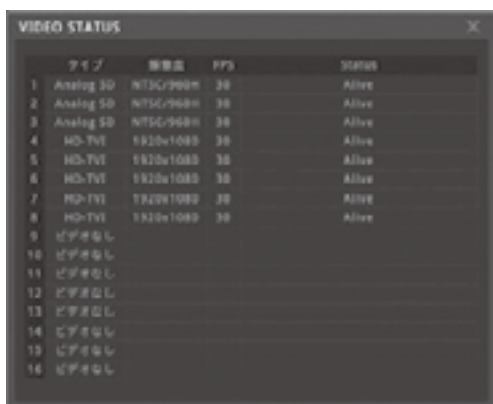 VIDEO STATUS X
タイプ 解像度 FPS Status
1 Analog SD NTSC/960H 30 Alive
2 Analog SD NTSC/960H 30 Alive
3 Analog SD NTSC/960H 30 Alive
4 HD-TVI 1920x1080 30 Alive
5 HD-TVI 1920x1080 30 Alive
6 HD-TVI 1920x1080 30 Alive
7 HD-TVI 1920x1080 30 Alive
8 HD-TVI 1920x1080 30 Alive
9 ビデオなし
10 ビデオなし
11 ビデオなし
12 ビデオなし
13 ビデオなし
14 ビデオなし
15 ビデオなし
16 ビデオなし